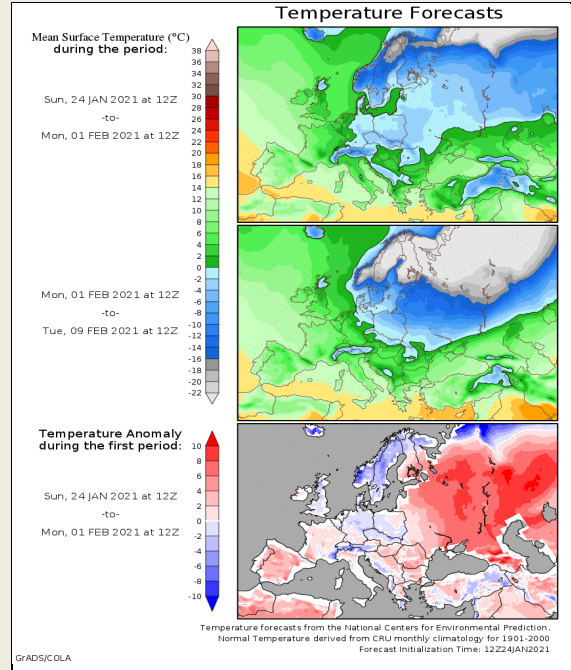 Temperature Forecasts
Mean Surface Temperature (°C)
during the period:
38
36
34
32
30
28
26
24
22
20
18
16
14
12
10
8
6
4
2
0
-2
-4
-6
-8
-10
-12
-14
-16
-18
-20
-22
Sun, 24 JAN 2021 at 12Z
-to-
Mon, 01 FEB 2021 at 12Z
Mon, 01 FEB 2021 at 12Z
-to-
Tue, 09 FEB 2021 at 12Z
Temperature Anomaly
during the first period:
10
8
6
4
2
0
-2
-4
-6
-8
-10
Sun, 24 JAN 2021 at 12Z
-to-
Mon, 01 FEB 2021 at 12Z
Temperature forecasts from the National Centers for Environmental Prediction.
Normal Temperature derived from CRU monthly climatology for 1901-2000
Forecast Initialization Time: 12Z24JAN2021
GrADS/COLA